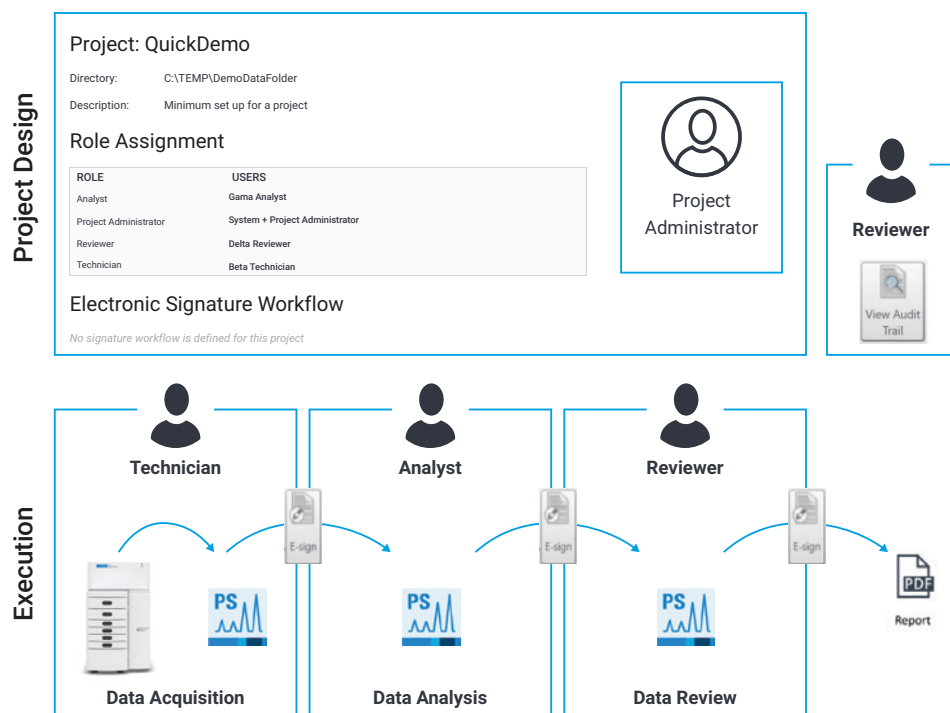 Project Design
Project: QuickDemo
Directory: C:\TEMP\DemoDataFolder
Description: Minimum set up for a project
Role Assignment
ROLE USERS
Analyst Gama Analyst
Project Administrator System + Project Administrator
Reviewer Delta Reviewer
Technician Beta Technician
Electronic Signature Workflow
No signature workflow is defined for this project
Project
Administrator
Reviewer
View Audit
Trail
Execution
Technician
Analyst
Reviewer
E-sign
E-sign
E-sign
PS
PS
PS
PDF
Report
Data Acquisition
Data Analysis
Data Review